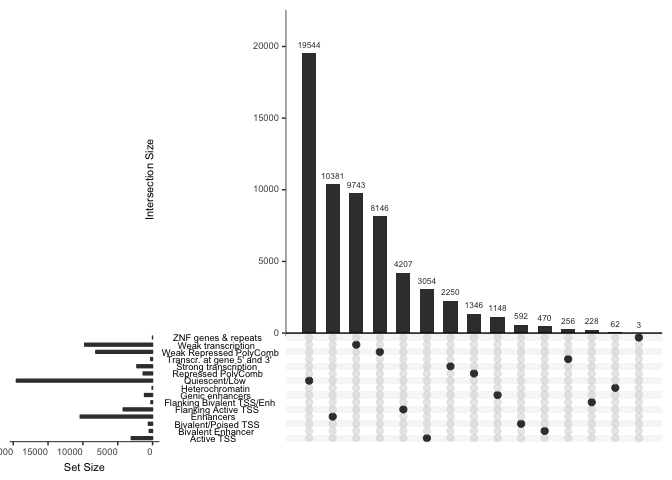 20000
15000
10000
5000
0
Intersection Size
19544
10381
9743
8146
4207
3054
2250
1346
1148
592
470
256
228
62
3
ZNF genes & repeats
Weak transcription
Weak Repressed PolyComb
Transcr. at gene 5' and 3'
Strong transcription
Repressed PolyComb
Quiescent/Low
Heterochromatin
Genic enhancers
Flanking Bivalent TSS/Enh
Flanking Active TSS
Enhancers
Bivalent/Poised TSS
Bivalent Enhancer
Active TSS
15000 10000 5000 0
Set Size